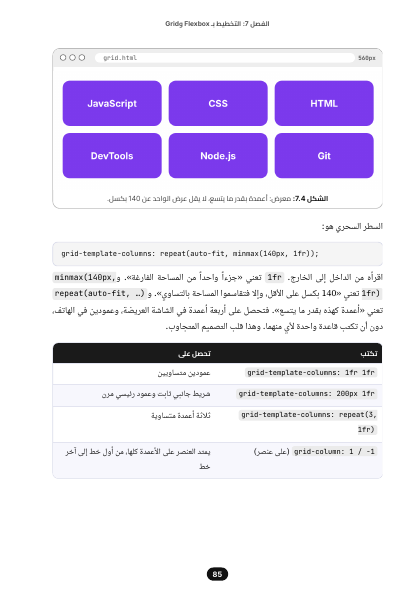 الفصل 7: التخطيط بـ Flexbox وGrid
grid.html
560px
HTML
CSS
JavaScript
Git
Node.js
DevTools
الشكل 7.4: معرض: أعمدة بقدر ما يتسع، لا يقل عرض الواحد عن 140 بكسل.
السطر السحري هو:
grid-template-columns: repeat(auto-fit, minmax(140px, 1fr));
اقرأه من الداخل إلى الخارج. 1fr تعني «جزءاً واحداً من المساحة الفارغة». و minmax(140px,
1fr) تعني «140 بكسل على الأقل، وإلا فتقاسموا المساحة بالتساوي». و repeat(auto-fit, …)
تعني «أعمدة كهذه بقدر ما يتسع». فتحصل على أربعة أعمدة في الشاشة العريضة، وعمودين في الهاتف،
دون أن تكتب قاعدة واحدة لأي منهما. وهذا قلب التصميم المتجاوب.
تكتب
تحصل على
grid-template-columns: 1fr 1fr
عمودين متساويين
grid-template-columns: 200px 1fr
شريط جانبي ثابت وعمود رئيسي مرن
grid-template-columns: repeat(3,
1fr)
ثلاثة أعمدة متساوية
grid-column: 1 / -1 (على عنصر)
يمتد العنصر على الأعمدة كلها، من أول خط إلى آخر
خط
85